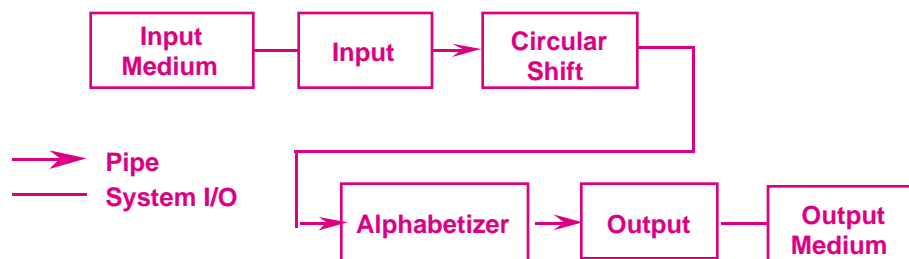 Input
Medium
Input
Circular
Shift
Pipe
System I/O
Alphabetizer
Output
Output
Medium